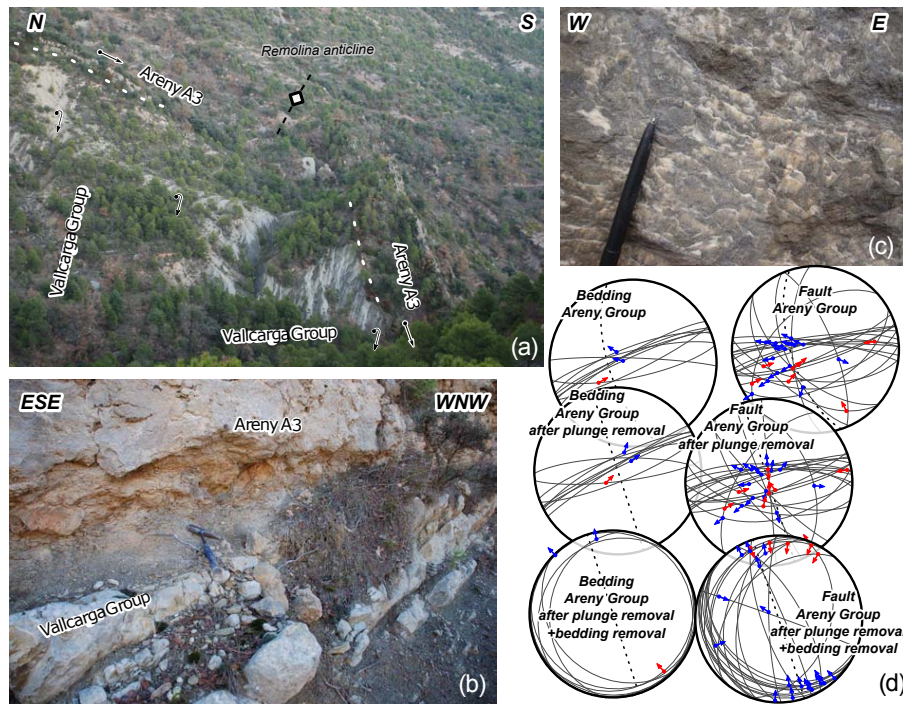 N
S
Remolina anticline
Areny A3
Vallcarga Group
Areny A3
Vallcarga Group
(a)
W
E
(c)
ESE
WNW
Areny A3
Vallcarga Group
(b)
Bedding
Areny Group
Fault
Areny Group
Bedding
Areny Group
after plunge removal
Fault
Areny Group
after plunge removal
Bedding
Areny Group
after plunge removal
+bedding removal
Fault
Areny Group
after plunge removal
+bedding removal
(d)